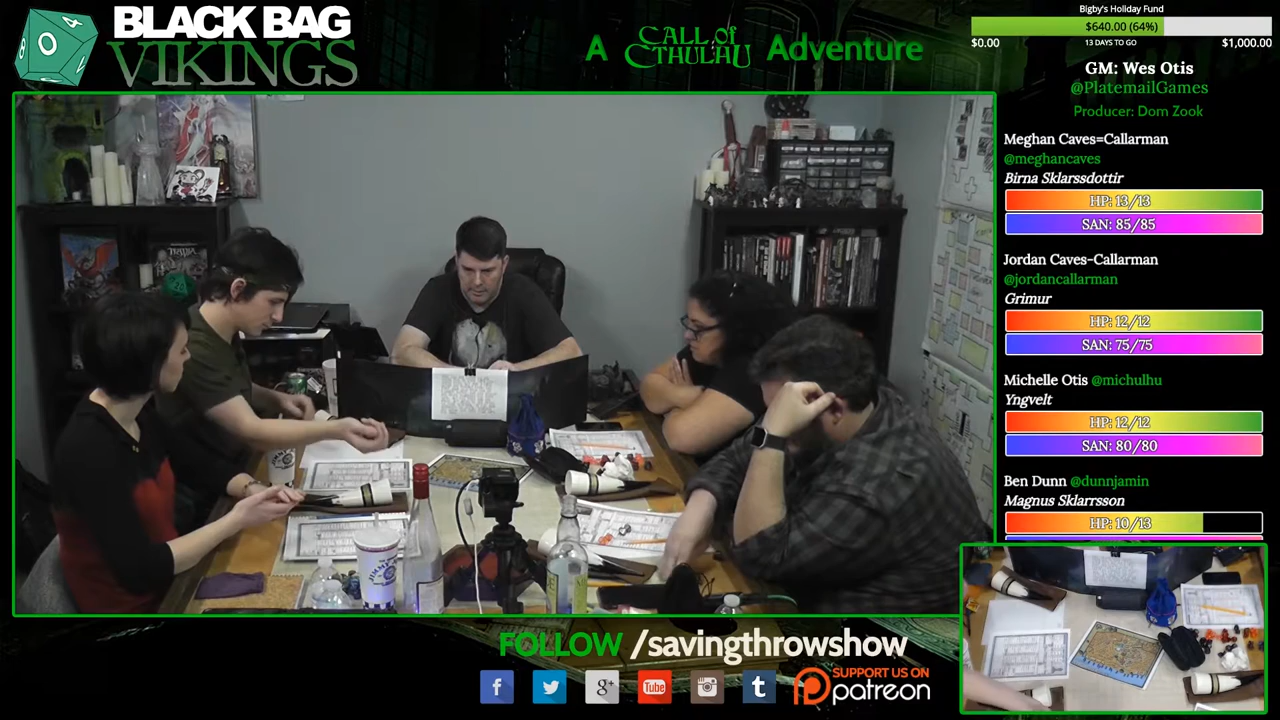 BLACK BAG
VIKINGS
A CALL of CTHULHU Adventure
Bigby's Holiday Fund
$640.00 (64%)
$0.00 13 DAYS TO GO $1,000.00
GM: Wes Otis
@PlatemailGames
Producer: Dom Zook
Meghan Caves=Callarman
@meghancaves
Birna Sklarssdottir
HP: 13/13
SAN: 85/85
Jordan Caves-Callarman
@jordancallarman
Grimur
HP: 12/12
SAN: 75/75
Michelle Otis @michulhu
Yngvelt
HP: 12/12
SAN: 80/80
Ben Dunn @dunnjamin
Magnus Sklarrsson
HP: 10/13
FOLLOW /savingthrowshow
f g+ You Tube t
SUPPORT US ON
patreon